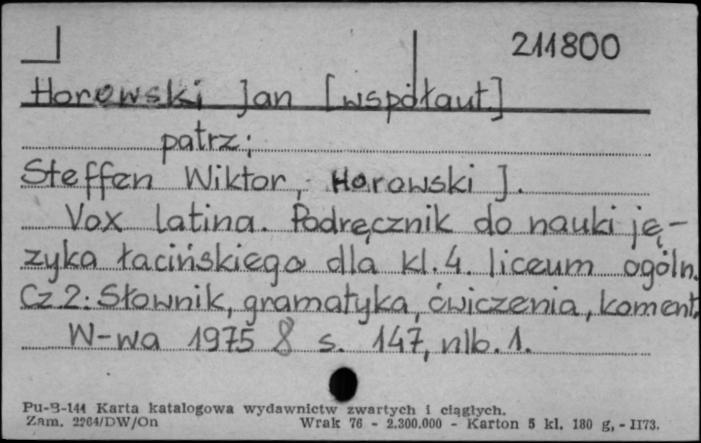 211800
Horowski Jan [współaut.]
patrz:
Steffen Wiktor, Horowski J.
Vox latina. Podręcznik do nauki ję-
zyka łacińskiego dla kl. 4. liceum ogóln.
Cz 2: Słownik, gramatyka, ćwiczenia, koment.
W-wa 1975 8 s. 147, nlb. 1.
Pu-B-144 Karta katalogowa wydawnictw zwartych i ciągłych.
Zam. 2264/DW/On Wrak 76 - 2.300.000 - Karton 5 kl. 180 g, - II73.